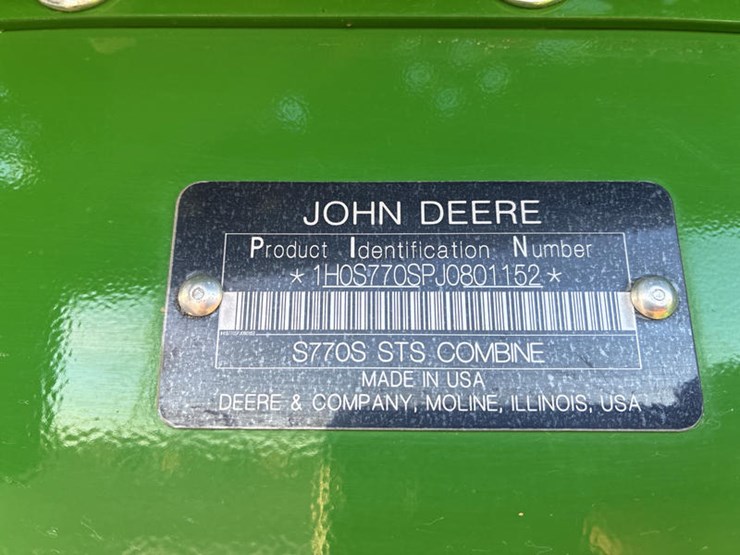 JOHN DEERE
Product Identification Number
* 1H0S770SPJ0801152 *
S770S STS COMBINE
MADE IN USA
DEERE & COMPANY, MOLINE, ILLINOIS, USA